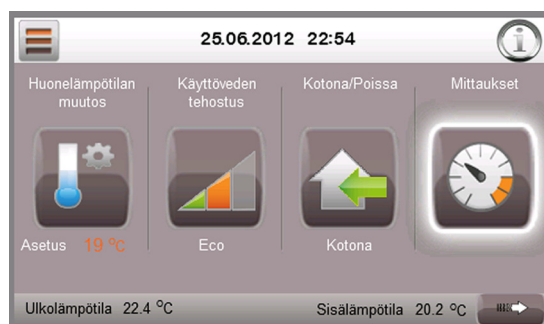 25.06.2012 22:54
Huonelämpötilan
muutos
Käyttöveden
tehostus
Kotona/Poissa
Mittaukset
Asetus 19 °C
Eco
Kotona
Ulkolämpötila 22.4 °C
Sisälämpötila 20.2 °C